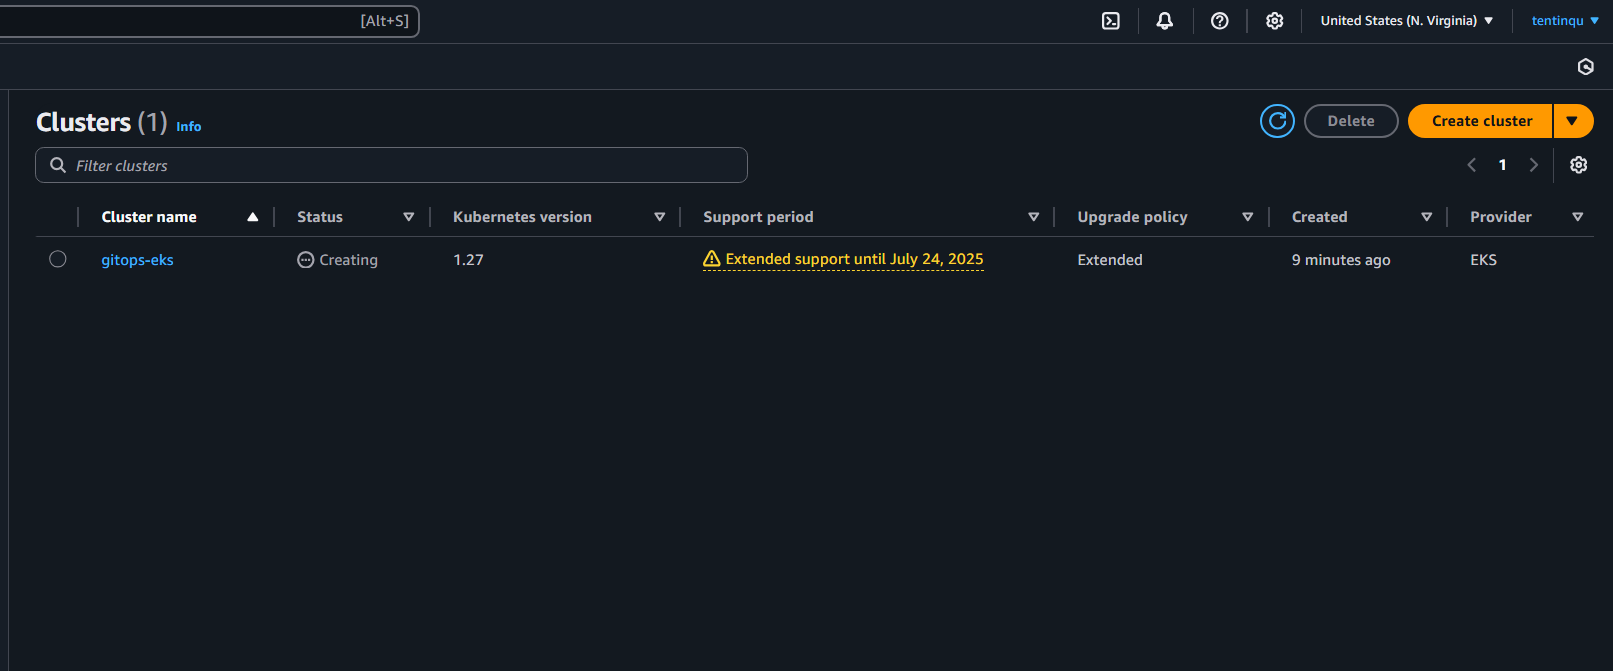 [Alt+S]
United States (N. Virginia)
tentinqu
Clusters (1) Info
Delete
Create cluster
Filter clusters
1
Cluster name Status Kubernetes version Support period Upgrade policy Created Provider
gitops-eks Creating 1.27 Extended support until July 24, 2025 Extended 9 minutes ago EKS